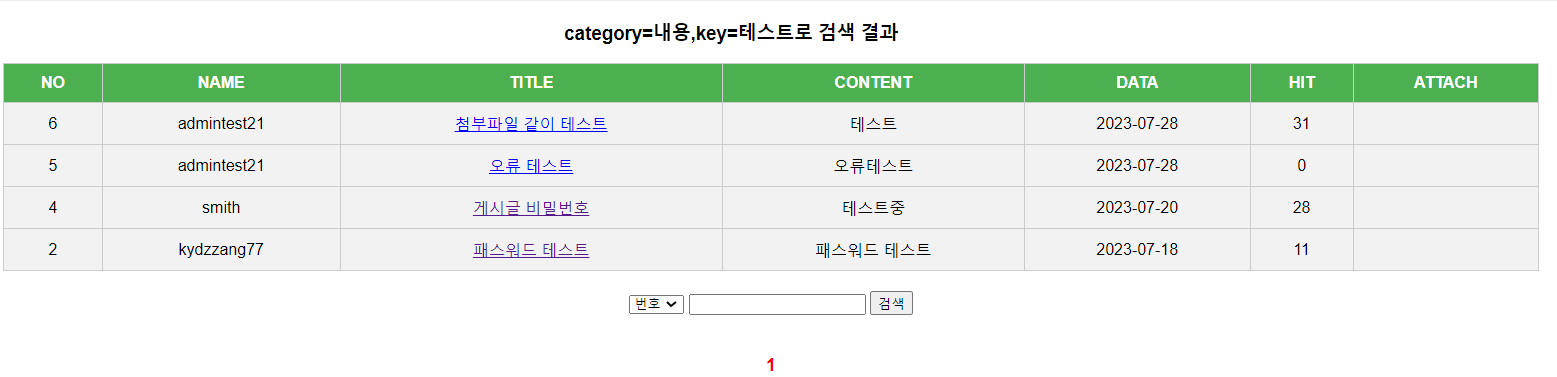 category=내용,key=테스트로 검색 결과
NO NAME TITLE CONTENT DATA HIT ATTACH
6 admintest21 첨부파일 같이 테스트 테스트 2023-07-28 31
5 admintest21 오류 테스트 오류테스트 2023-07-28 0
4 smith 게시글 비밀번호 테스트중 2023-07-20 28
2 kydzzang77 패스워드 테스트 패스워드 테스트 2023-07-18 11
번호 검색
1